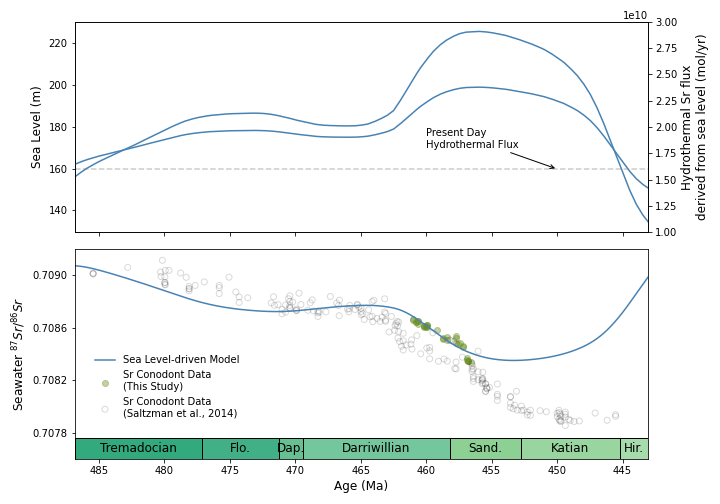 1e10
220
200
180
160
140
Sea Level (m)
Present Day
Hydrothermal Flux
3.00
2.75
2.50
2.25
2.00
1.75
1.50
1.25
1.00
Hydrothermal Sr flux
derived from sea level (mol/yr)
0.7090
0.7086
0.7082
0.7078
Seawater ⁸⁷Sr/⁸⁶Sr
Sea Level-driven Model
Sr Conodont Data
(This Study)
Sr Conodont Data
(Saltzman et al., 2014)
Tremadocian Flo. Dap. Darriwillian Sand. Katian Hir.
485 480 475 470 465 460 455 450 445
Age (Ma)